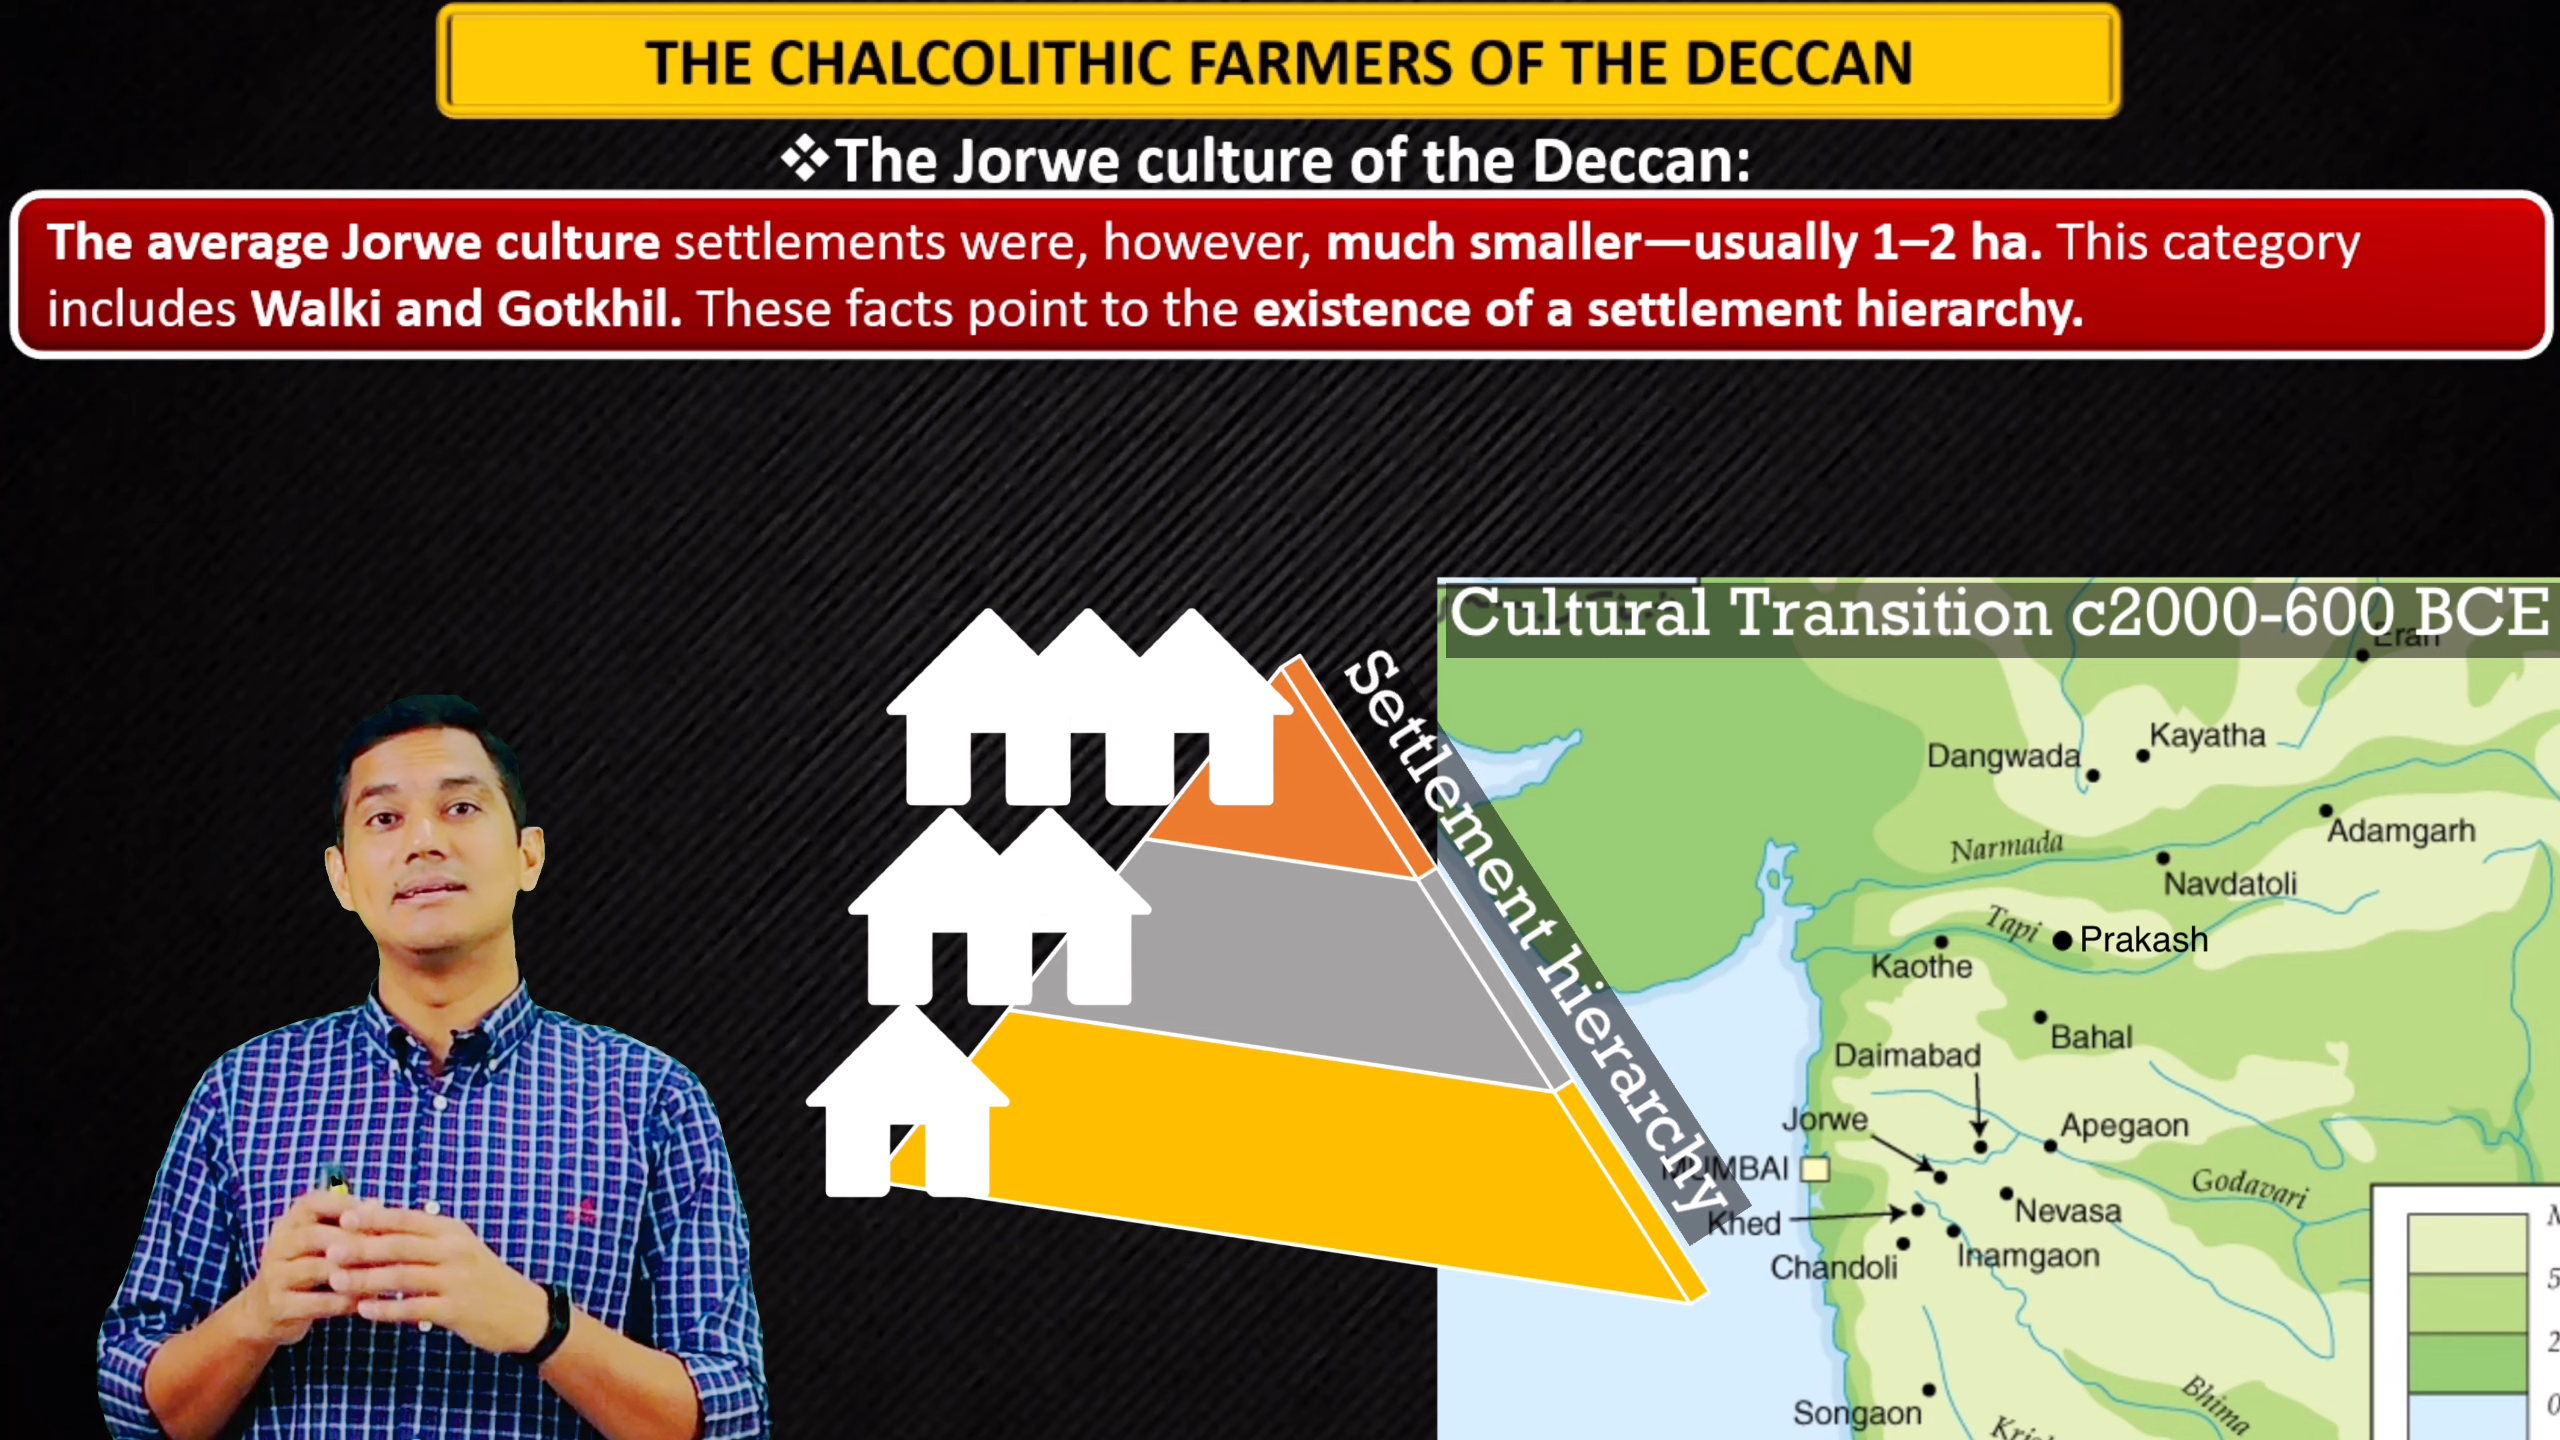 THE CHALCOLITHIC FARMERS OF THE DECCAN
❖The Jorwe culture of the Deccan:
The average Jorwe culture settlements were, however, much smaller—usually 1–2 ha. This category
includes Walki and Gotkhil. These facts point to the existence of a settlement hierarchy.
Cultural Transition c2000-600 BCE
Eran
Settlement hierarchy
Kayatha
Dangwada
Adamgarh
Narmada
Navdatoli
Tapi
Prakash
Kaothe
Bahal
Daimabad
Jorwe
Apegaon
MUMBAI
Godavari
Nevasa
Khed
Inamgaon
Chandoli
Bhima
Songaon